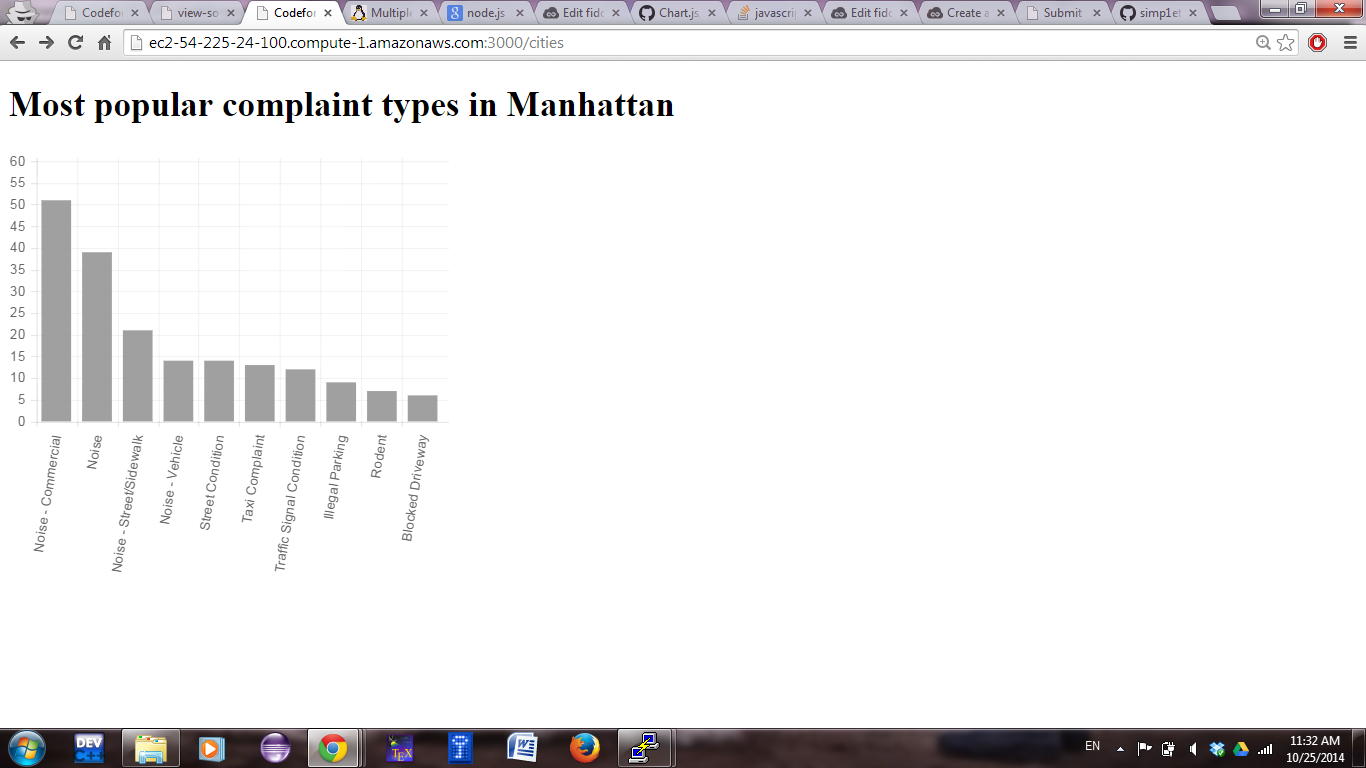 Codefor
view-so
Codefor
Multiple
node.js
Edit fidd
Chart.js
javascrip
Edit fidd
Edit fidd
Create a
Submit
simp1et
ec2-54-225-24-100.compute-1.amazonaws.com:3000/cities
Most popular complaint types in Manhattan
60
55
50
45
40
35
30
25
20
15
10
5
0
Noise - Commercial
Noise
Noise - Street/Sidewalk
Noise - Vehicle
Street Condition
Taxi Complaint
Traffic Signal Condition
Illegal Parking
Rodent
Blocked Driveway
DEV
C++
TEX
EN
11:32 AM
10/25/2014